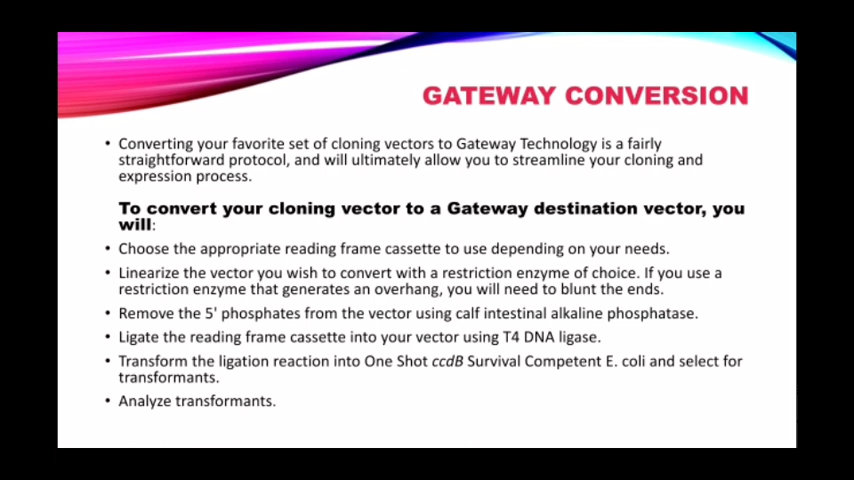 GATEWAY CONVERSION
• Converting your favorite set of cloning vectors to Gateway Technology is a fairly
straightforward protocol, and will ultimately allow you to streamline your cloning and
expression process.
To convert your cloning vector to a Gateway destination vector, you
will:
• Choose the appropriate reading frame cassette to use depending on your needs.
• Linearize the vector you wish to convert with a restriction enzyme of choice. If you use a
restriction enzyme that generates an overhang, you will need to blunt the ends.
• Remove the 5' phosphates from the vector using calf intestinal alkaline phosphatase.
• Ligate the reading frame cassette into your vector using T4 DNA ligase.
• Transform the ligation reaction into One Shot ccdB Survival Competent E. coli and select for
transformants.
• Analyze transformants.